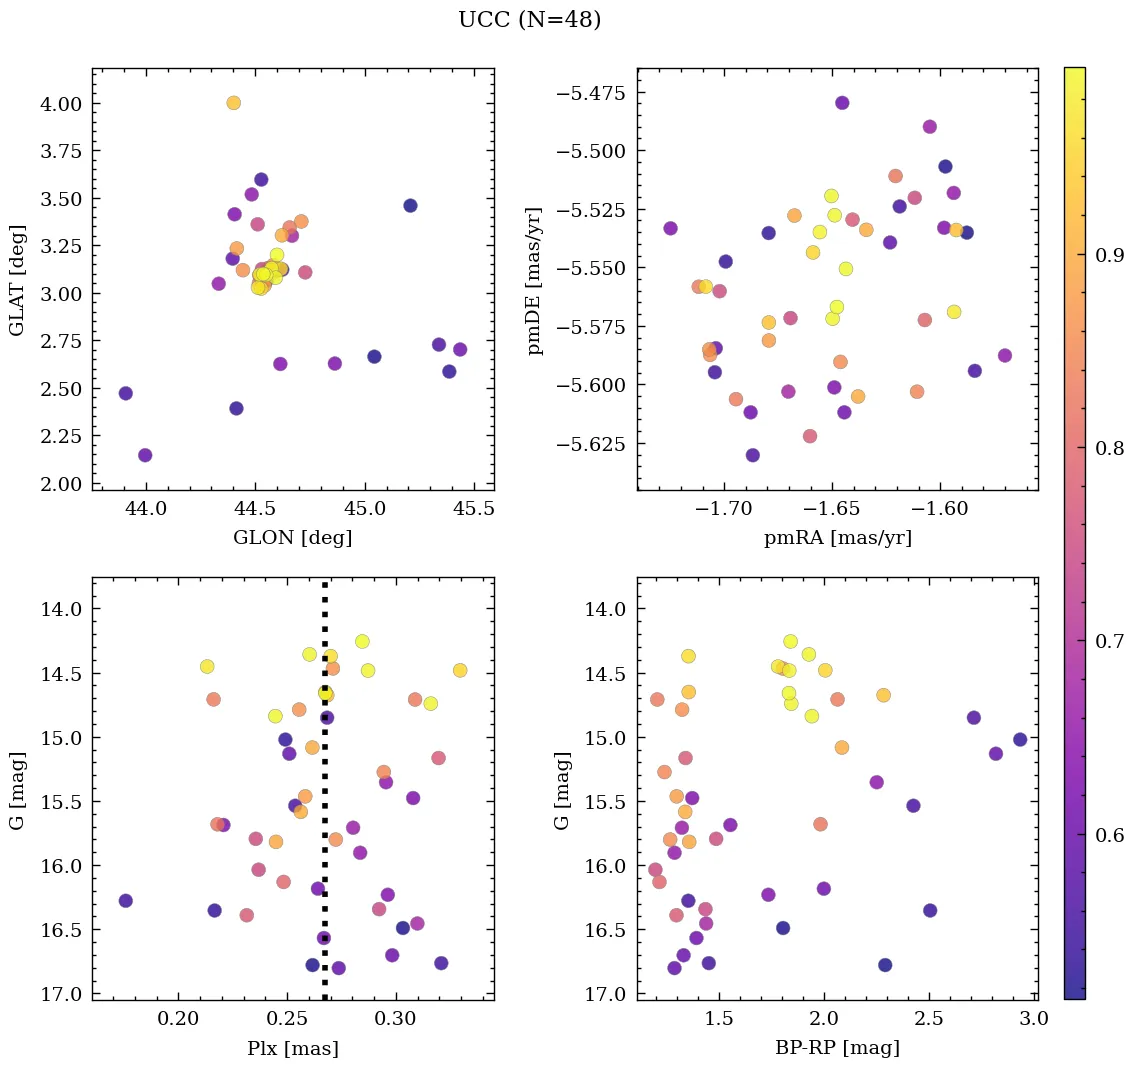 UCC (N=48)
4.00
3.75
3.50
3.25
3.00
2.75
2.50
2.25
2.00
GLAT [deg]
44.0 44.5 45.0 45.5
GLON [deg]
−5.475
−5.500
−5.525
−5.550
−5.575
−5.600
−5.625
pmDE [mas/yr]
−1.70 −1.65 −1.60
pmRA [mas/yr]
14.0
14.5
15.0
15.5
16.0
16.5
17.0
G [mag]
0.20 0.25 0.30
Plx [mas]
14.0
14.5
15.0
15.5
16.0
16.5
17.0
G [mag]
1.5 2.0 2.5 3.0
BP-RP [mag]
0.9
0.8
0.7
0.6